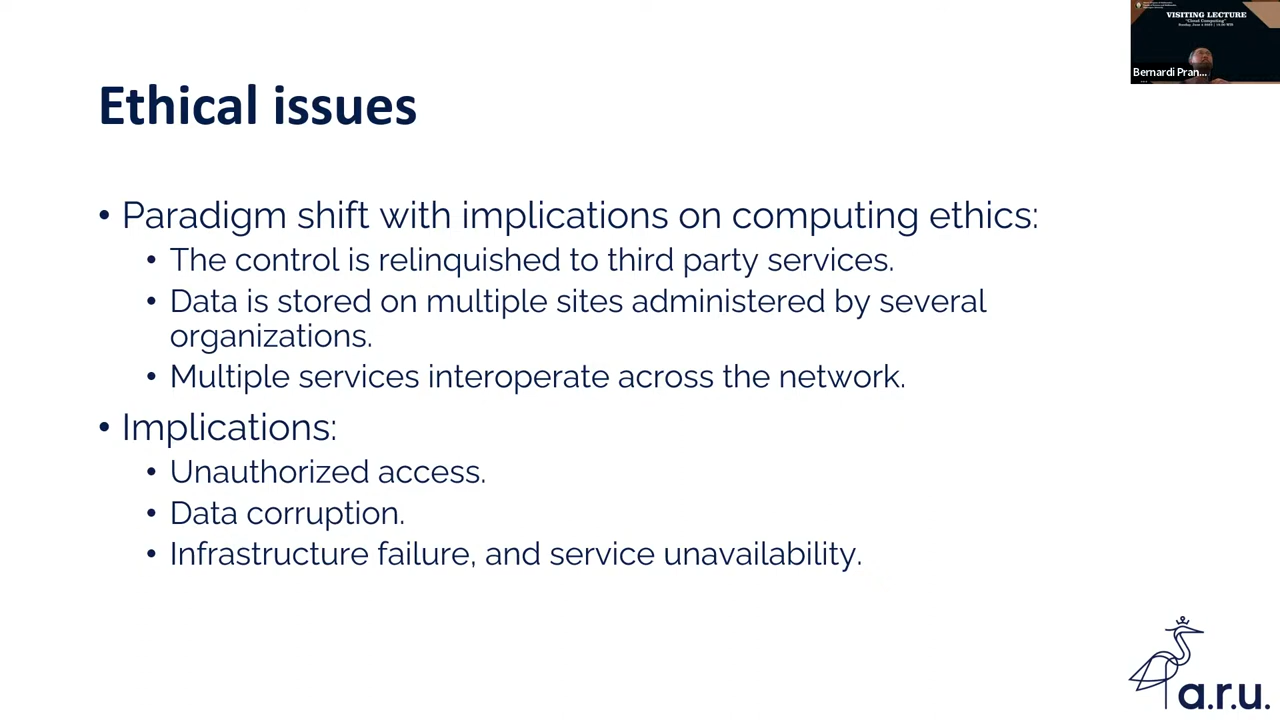 VISITING LECTURE
"Cloud Computing"
Bernardi Pran...
Ethical issues
• Paradigm shift with implications on computing ethics:
• The control is relinquished to third party services.
• Data is stored on multiple sites administered by several
organizations.
• Multiple services interoperate across the network.
• Implications:
• Unauthorized access.
• Data corruption.
• Infrastructure failure, and service unavailability.
a.r.u.